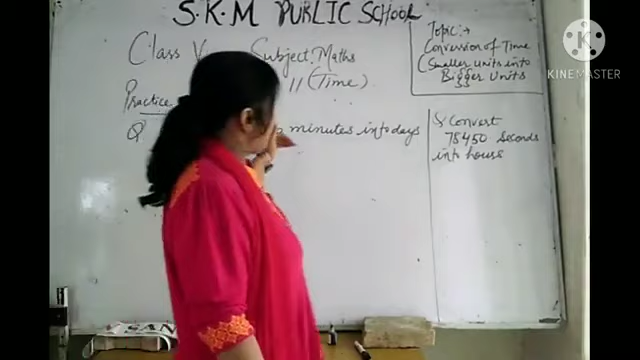 S.K.M PUBLIC SCHOOL
Class V Subject: Maths
11 (Time)
Practice
Q minutes into days
Topic:→
Conversion of Time
(Smaller units into
Bigger Units
Q Convert
78450 seconds
into hours
KINEMASTER